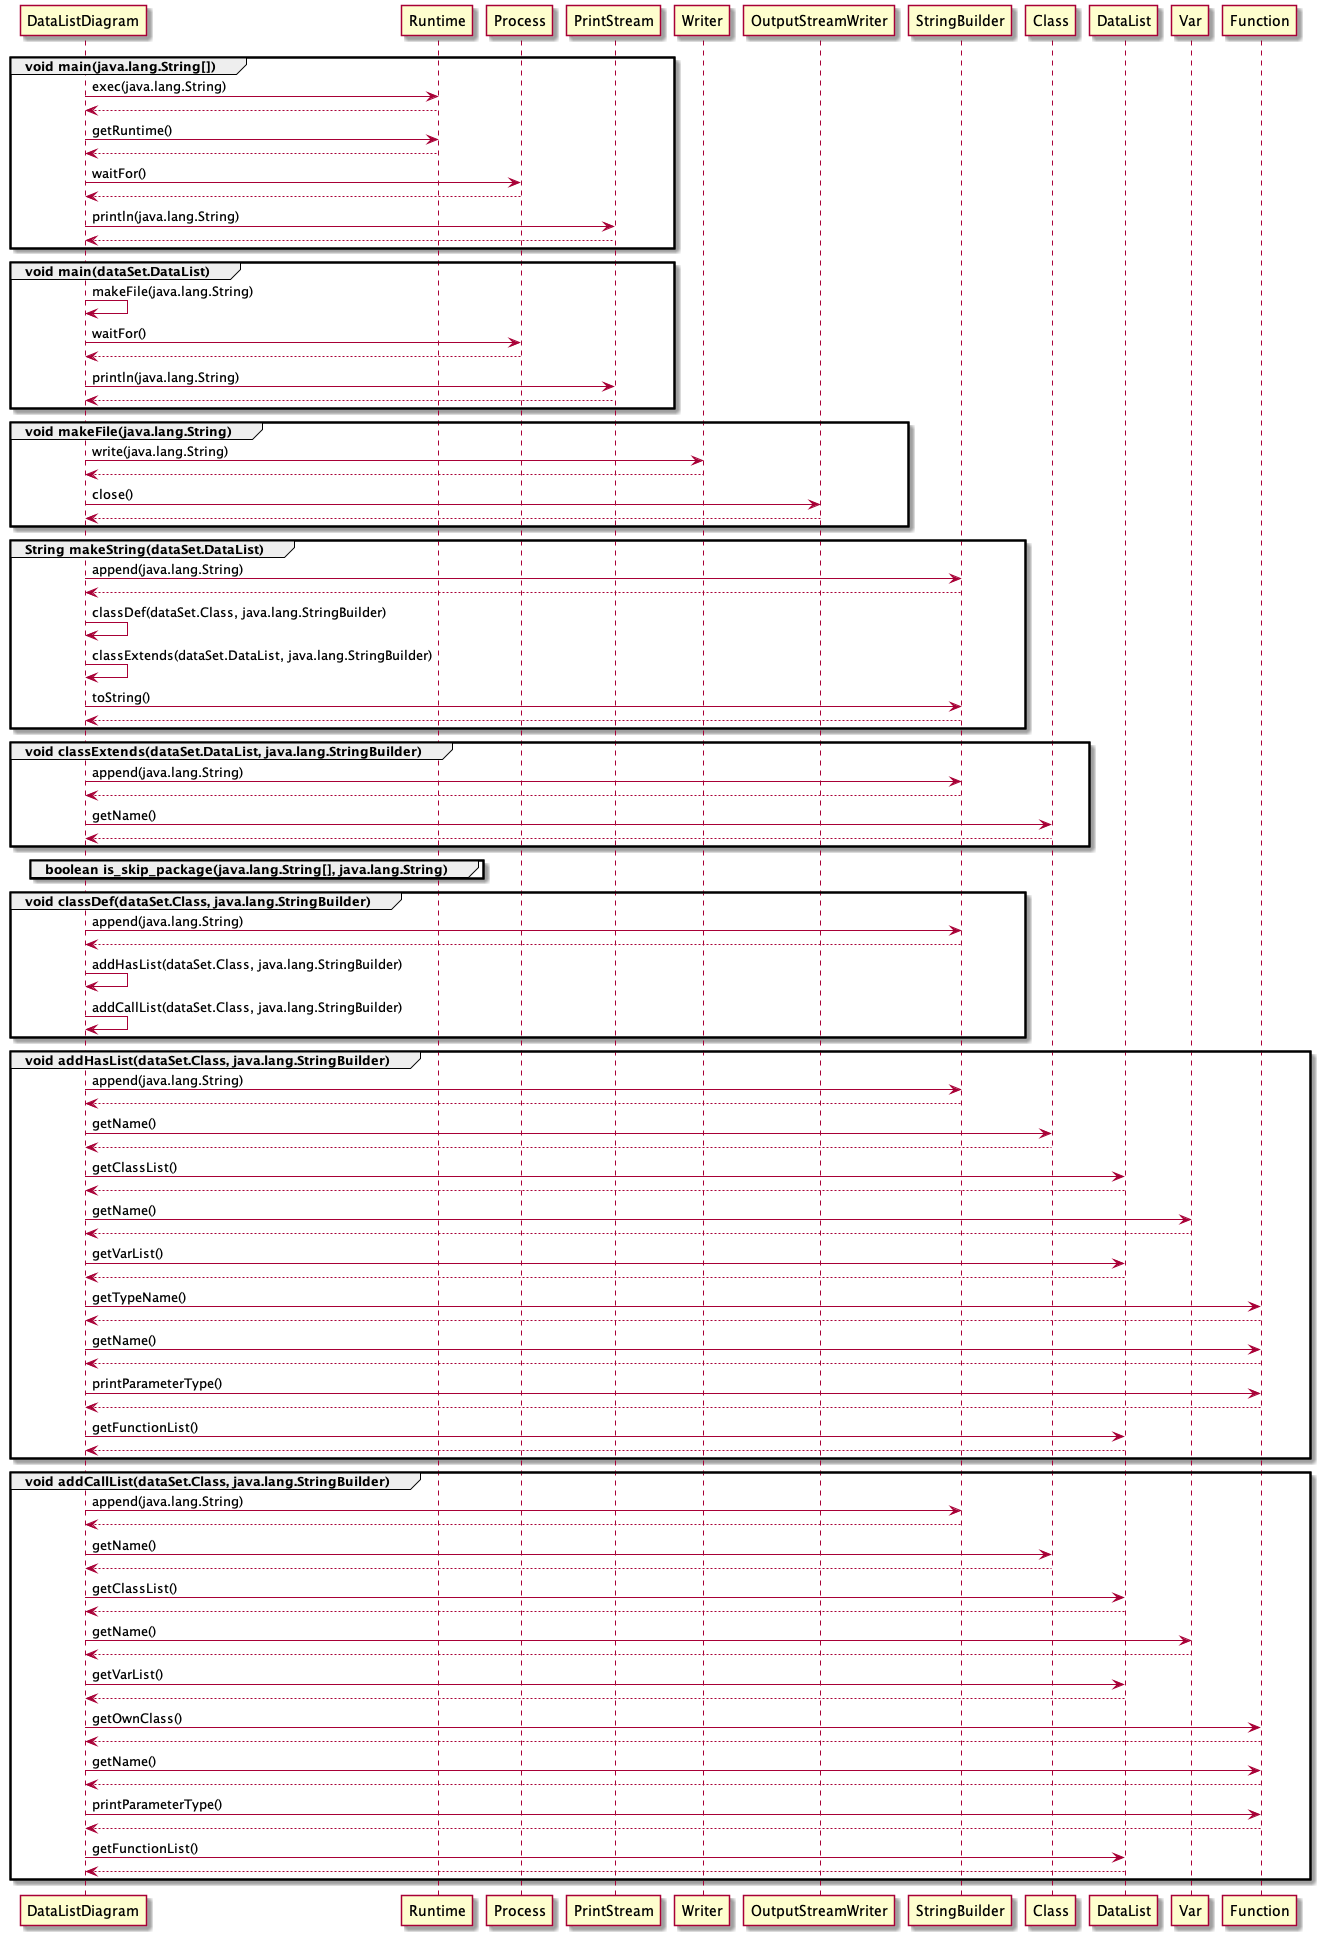 DataListDiagram Runtime Process PrintStream Writer OutputStreamWriter StringBuilder Class DataList Var Function
void main(java.lang.String[])
exec(java.lang.String)
getRuntime()
waitFor()
println(java.lang.String)
void main(dataSet.DataList)
makeFile(java.lang.String)
waitFor()
println(java.lang.String)
void makeFile(java.lang.String)
write(java.lang.String)
close()
String makeString(dataSet.DataList)
append(java.lang.String)
classDef(dataSet.Class, java.lang.StringBuilder)
classExtends(dataSet.DataList, java.lang.StringBuilder)
toString()
void classExtends(dataSet.DataList, java.lang.StringBuilder)
append(java.lang.String)
getName()
boolean is_skip_package(java.lang.String[], java.lang.String)
void classDef(dataSet.Class, java.lang.StringBuilder)
append(java.lang.String)
addHasList(dataSet.Class, java.lang.StringBuilder)
addCallList(dataSet.Class, java.lang.StringBuilder)
void addHasList(dataSet.Class, java.lang.StringBuilder)
append(java.lang.String)
getName()
getClassList()
getName()
getVarList()
getTypeName()
getName()
printParameterType()
getFunctionList()
void addCallList(dataSet.Class, java.lang.StringBuilder)
append(java.lang.String)
getName()
getClassList()
getName()
getVarList()
getOwnClass()
getName()
printParameterType()
getFunctionList()
DataListDiagram Runtime Process PrintStream Writer OutputStreamWriter StringBuilder Class DataList Var Function